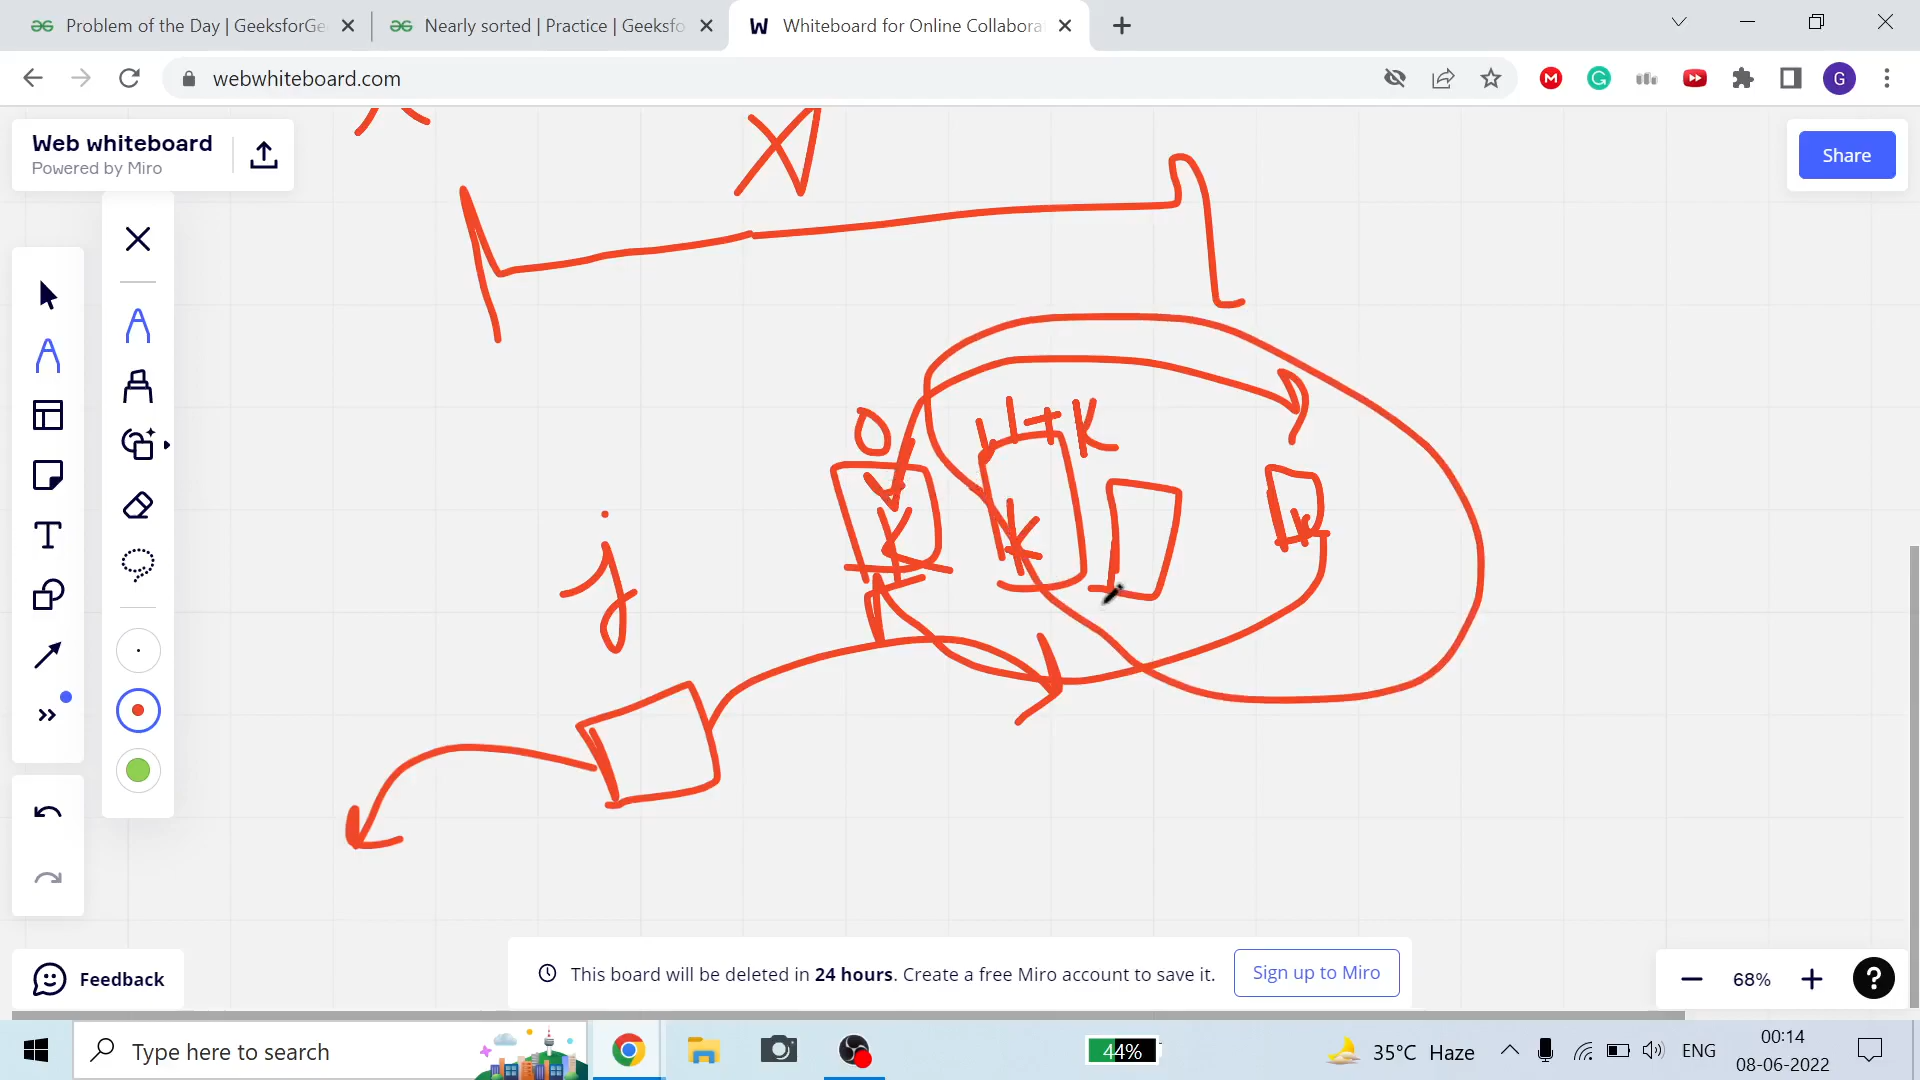 Problem of the Day | GeeksforGe
Nearly sorted | Practice | Geeksfo
Whiteboard for Online Collabora
webwhiteboard.com
G
Web whiteboard
Powered by Miro
Share
0
1+K
K
K
K
j
T
Feedback
This board will be deleted in 24 hours. Create a free Miro account to save it.
Sign up to Miro
68%
?
Type here to search
44%
35°C Haze
ENG
00:14
08-06-2022